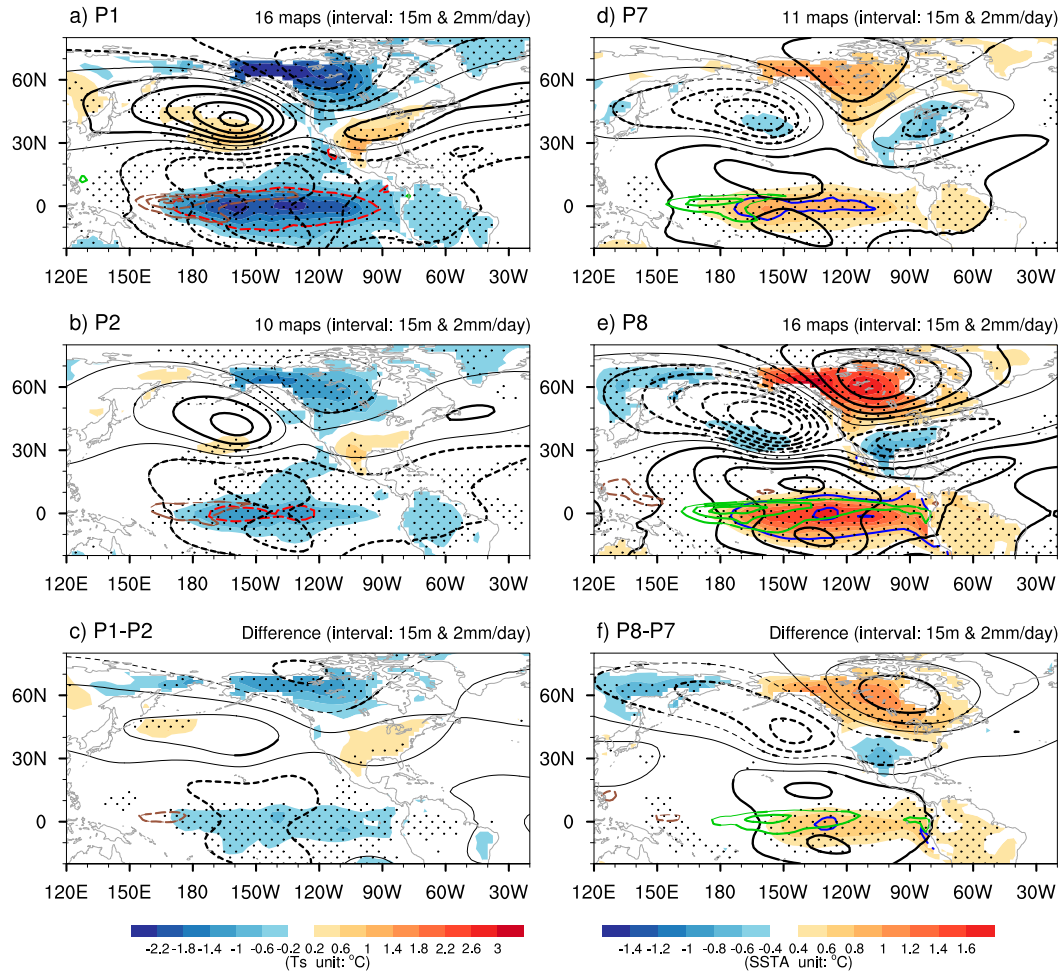 a) P1 16 maps (interval: 15m & 2mm/day)
60N
30N
0
120E 150E 180E 150W 120W 90W 60W 30W
d) P7 11 maps (interval: 15m & 2mm/day)
60N
30N
0
120E 150E 180E 150W 120W 90W 60W 30W
b) P2 10 maps (interval: 15m & 2mm/day)
60N
30N
0
120E 150E 180E 150W 120W 90W 60W 30W
e) P8 16 maps (interval: 15m & 2mm/day)
60N
30N
0
120E 150E 180E 150W 120W 90W 60W 30W
c) P1-P2 Difference (interval: 15m & 2mm/day)
60N
30N
0
120E 150E 180E 150W 120W 90W 60W 30W
f) P8-P7 Difference (interval: 15m & 2mm/day)
60N
30N
0
120E 150E 180E 150W 120W 90W 60W 30W
-2.2 -1.8 -1.4 -1 -0.6 -0.2 0.2 0.6 1 1.4 1.8 2.2 2.6 3
(Ts unit: °C)
-1.4 -1.2 -1 -0.8 -0.6 -0.4 0.4 0.6 0.8 1 1.2 1.4 1.6
(SSTA unit: °C)